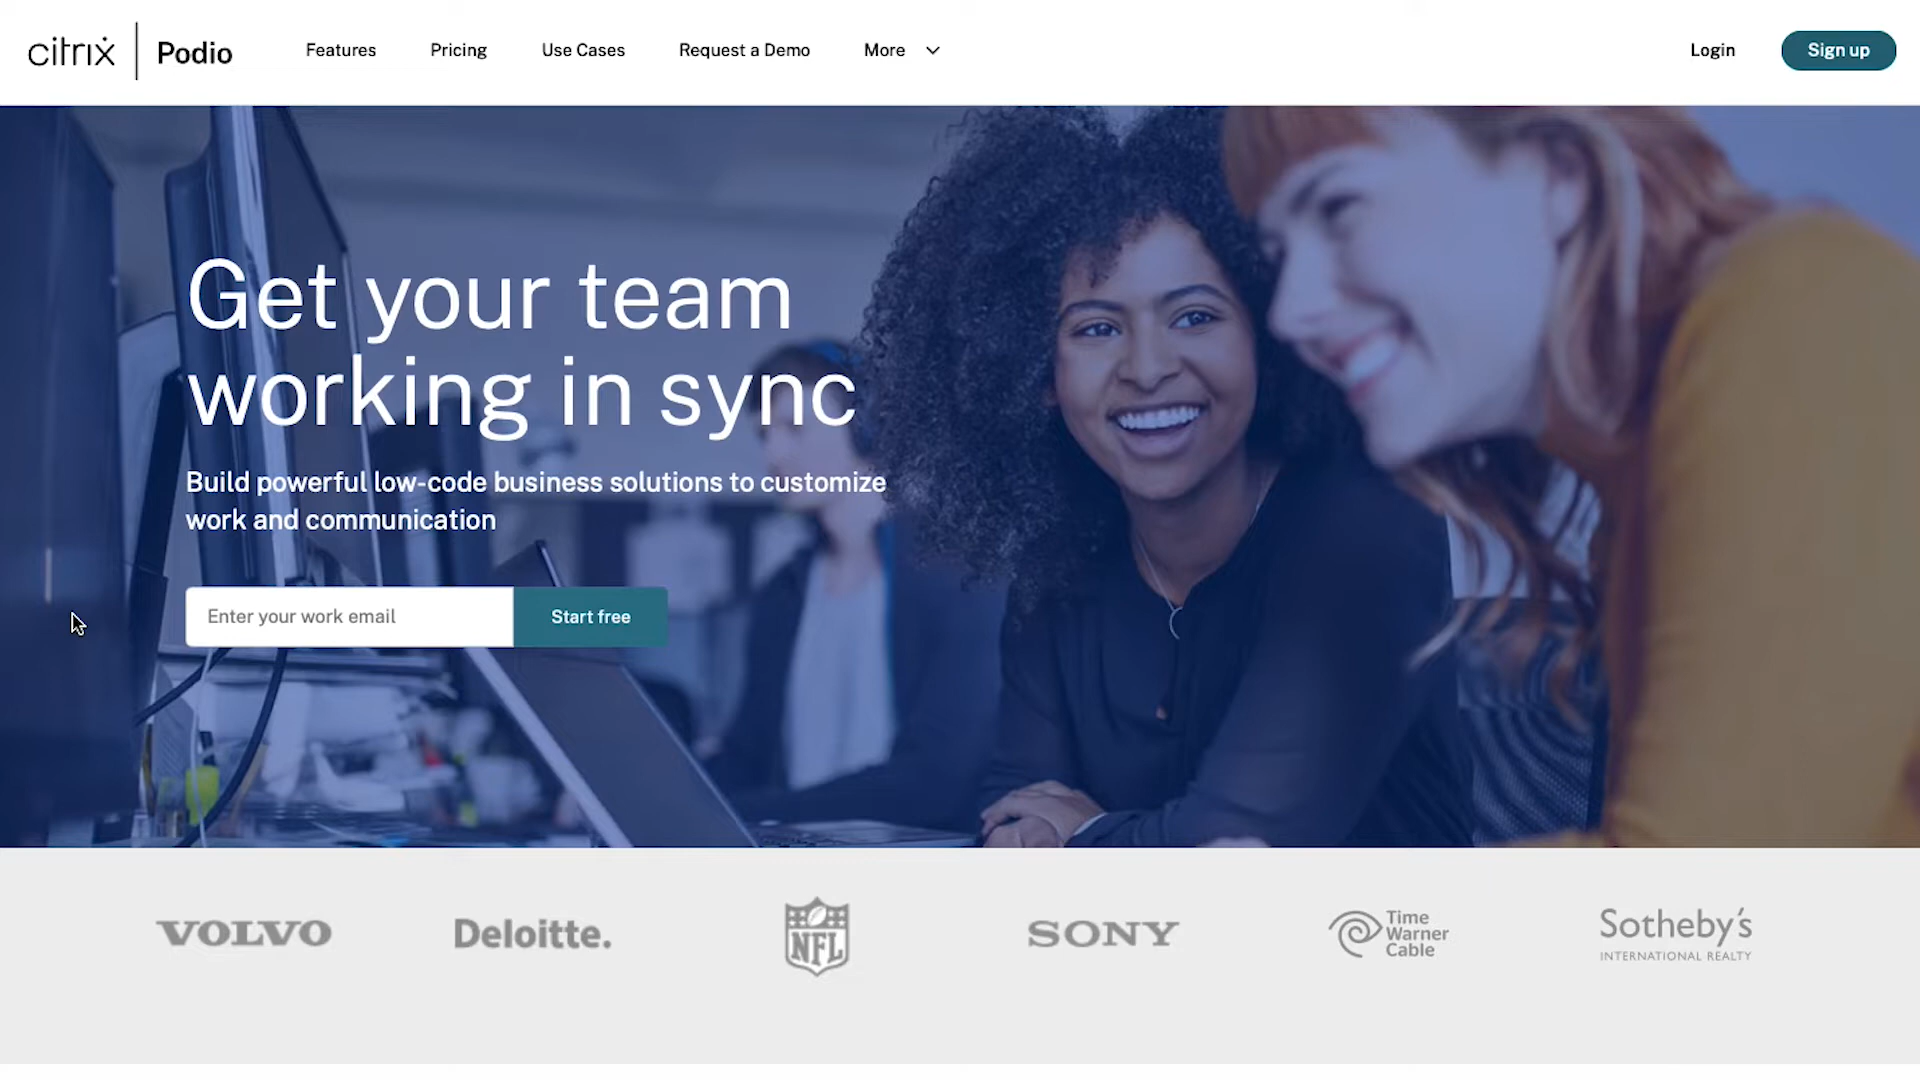 citrix | Podio
Features
Pricing
Use Cases
Request a Demo
More
Login
Sign up
Get your team
working in sync
Build powerful low-code business solutions to customize
work and communication
Enter your work email
Start free
VOLVO
Deloitte.
NFL
SONY
Time
Warner
Cable
Sotheby's
INTERNATIONAL REALTY